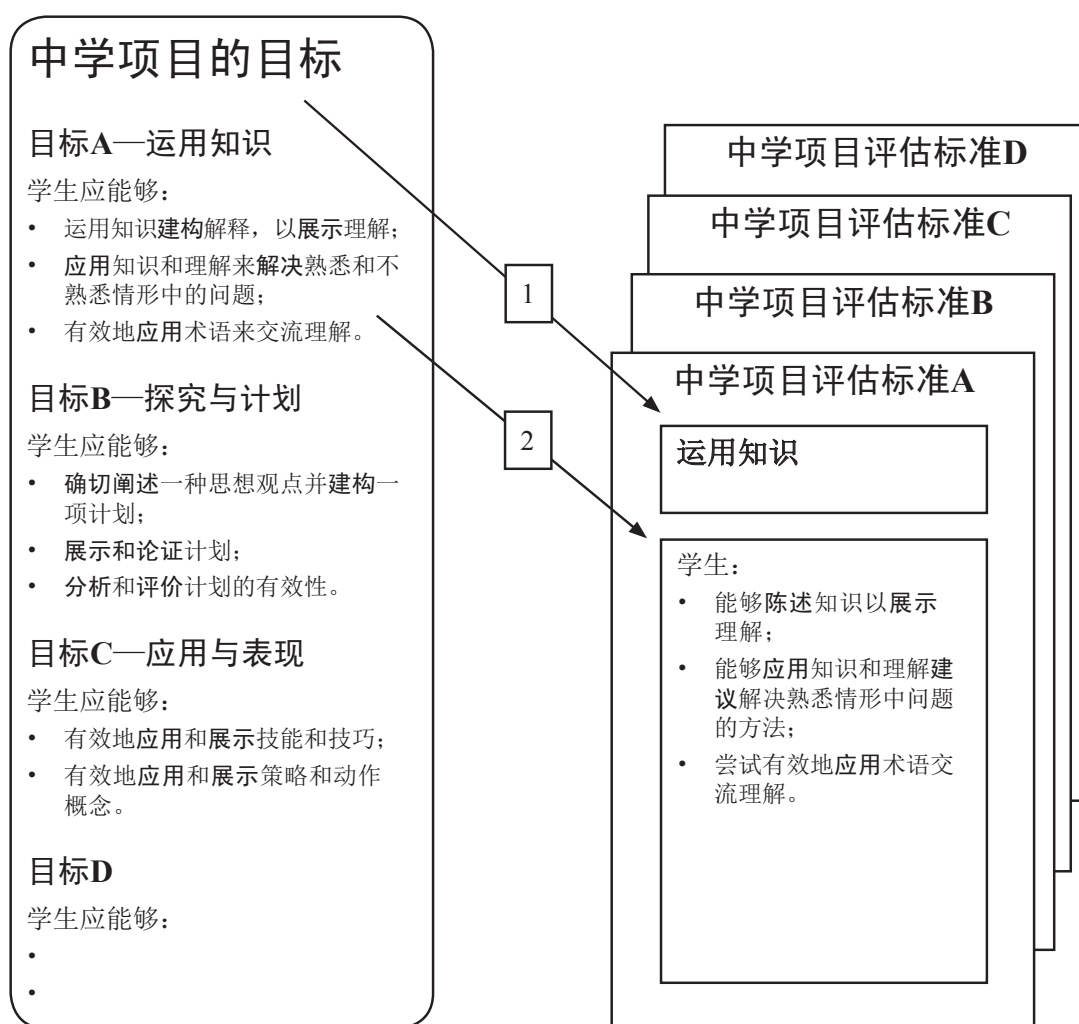 中学项目的目标
目标A—运用知识
学生应能够：
• 运用知识建构解释，以展示理解；
• 应用知识和理解来解决熟悉和不
熟悉情形中的问题；
• 有效地应用术语来交流理解。
目标B—探究与计划
学生应能够：
• 确切阐述一种思想观点并建构一
项计划；
• 展示和论证计划；
• 分析和评价计划的有效性。
目标C—应用与表现
学生应能够：
• 有效地应用和展示技能和技巧；
• 有效地应用和展示策略和动作
概念。
目标D
学生应能够：
•
•
1
2
中学项目评估标准D
中学项目评估标准C
中学项目评估标准B
中学项目评估标准A
运用知识
学生：
• 能够陈述知识以展示
理解；
• 能够应用知识和理解建
议解决熟悉情形中问题
的方法；
• 尝试有效地应用术语交
流理解。